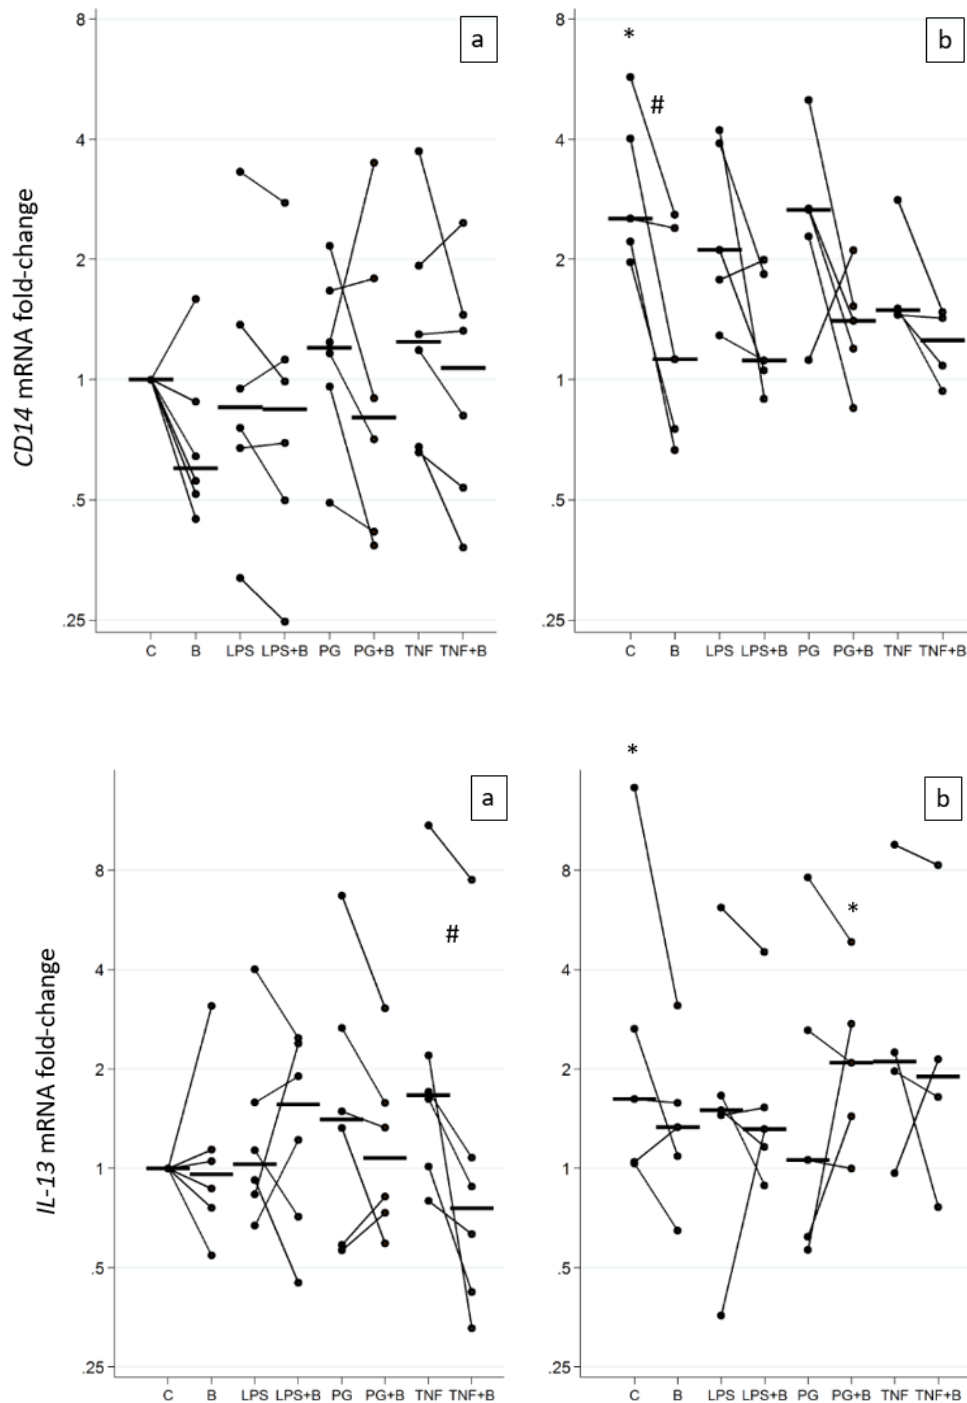 a
b
8
4
2
1
.5
.25
8
4
2
1
.5
.25
*
#
CD14 mRNA fold-change
C B LPS LPS+B PG PG+B TNF TNF+B
C B LPS LPS+B PG PG+B TNF TNF+B
a
b
8
4
2
1
.5
.25
8
4
2
1
.5
.25
#
*
*
IL-13 mRNA fold-change
C B LPS LPS+B PG PG+B TNF TNF+B
C B LPS LPS+B PG PG+B TNF TNF+B